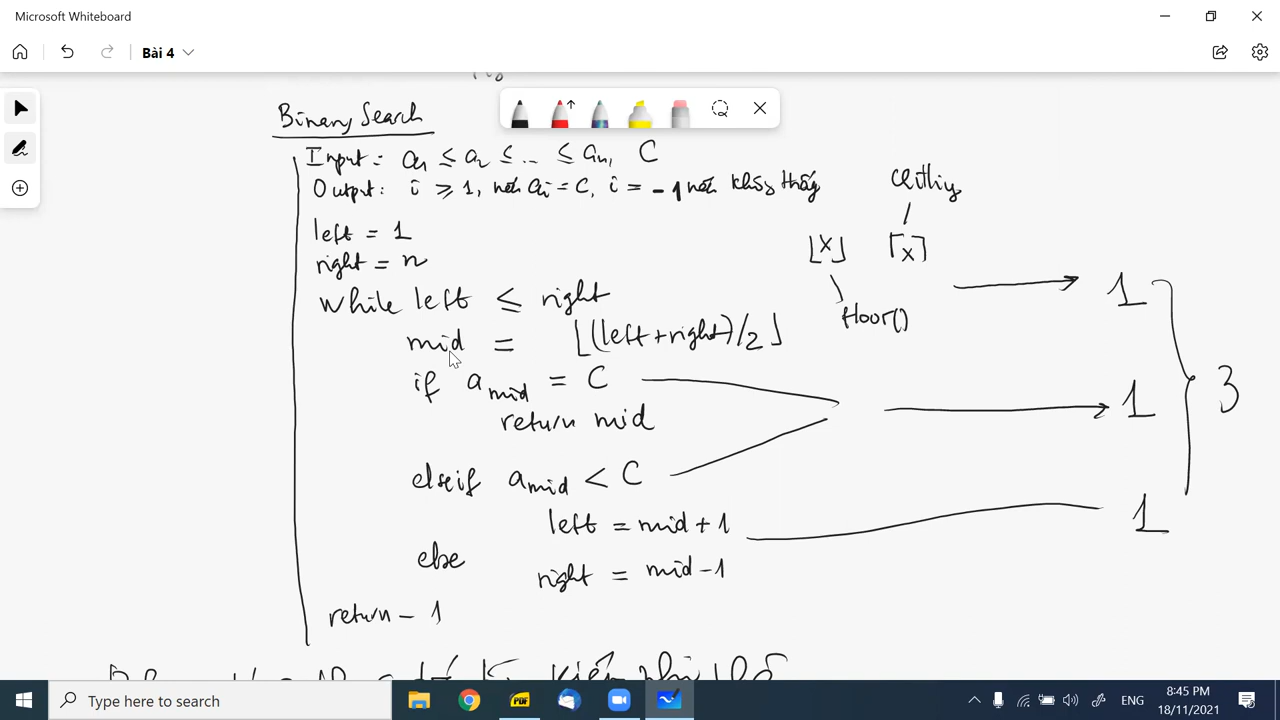 Microsoft Whiteboard
Bài 4
Binary Search
Input: a1 ≤ a2 ≤ ... ≤ an, C
Output: i ≥ 1, nếu ai = C, i = -1 nếu không thấy
left = 1
right = n
while left ≤ right
mid = ⌊(left+right)/2⌋
if a mid = C
return mid
elseif a mid < C
left = mid+1
else
right = mid-1
return -1
⌊x⌋ ⌈x⌉
floor()
1
1
1
3
Type here to search
ENG
8:45 PM
18/11/2021